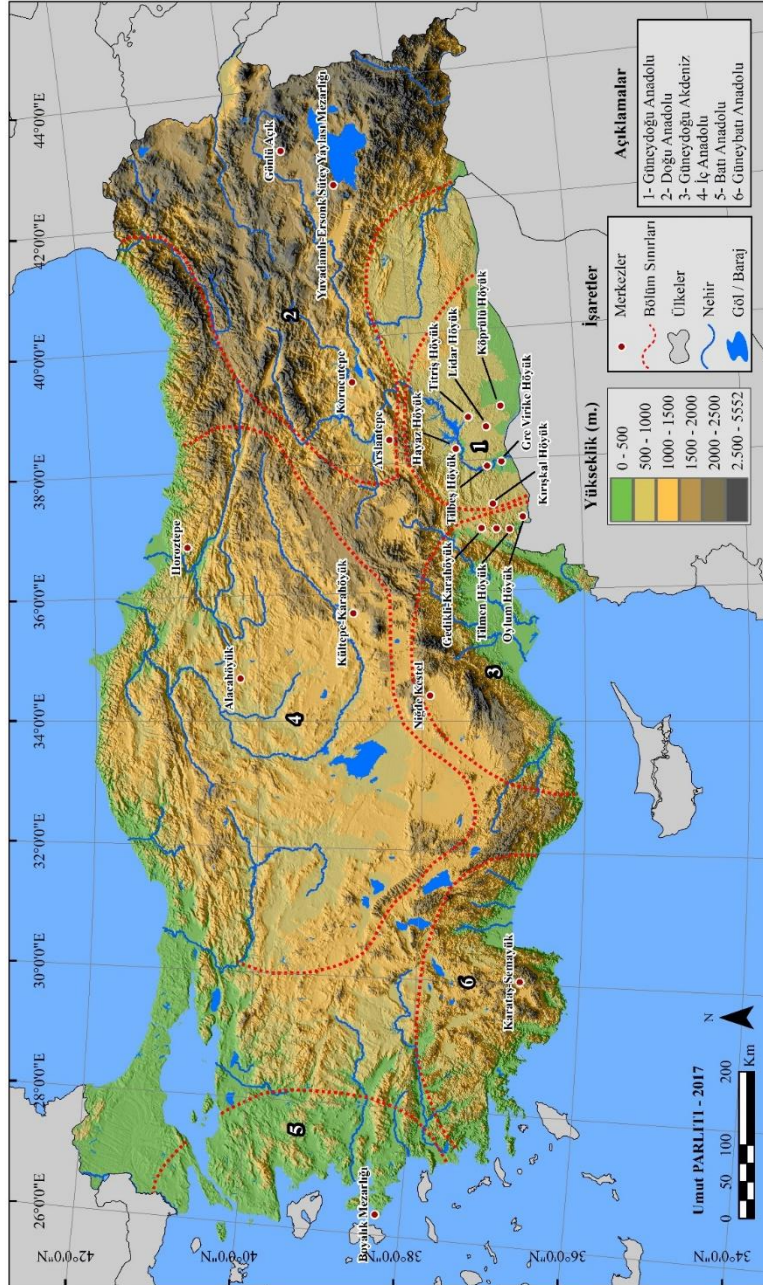 26°0'0"E
28°0'0"E
30°0'0"E
32°0'0"E
34°0'0"E
36°0'0"E
38°0'0"E
40°0'0"E
42°0'0"E
44°0'0"E
42°0'0"N
40°0'0"N
38°0'0"N
36°0'0"N
34°0'0"N
Horoztepe
Alacahöyük
Kültepe-Karahöyük
Niğde Kestel
Boyalık Mezarlığı
Karataş-Semayük
Günlü Açık
Yuvadamlı-Ersonk Sütey Yaylası Mezarlığı
Korucutepe
Arslantepe
Havaz Höyük
Titriş Höyük
Lidar Höyük
Köprülü Höyük
Tilbeş Höyük
Gre Virike Höyük
Kırışkal Höyük
Gedikli-Karahöyük
Tilmen Höyük
Oylum Höyük
1
2
3
4
5
6
Umut PARLITI - 2017
0 50 100 200
Km
N
Yükseklik (m.)
0 - 500
500 - 1000
1000 - 1500
1500 - 2000
2000 - 2500
2.500 - 5552
İşaretler
Merkezler
Bölüm Sınırları
Ülkeler
Nehir
Göl / Baraj
Açıklamalar
1- Güneydoğu Anadolu
2- Doğu Anadolu
3- Güneydoğu Akdeniz
4- İç Anadolu
5- Batı Anadolu
6- Güneybatı Anadolu